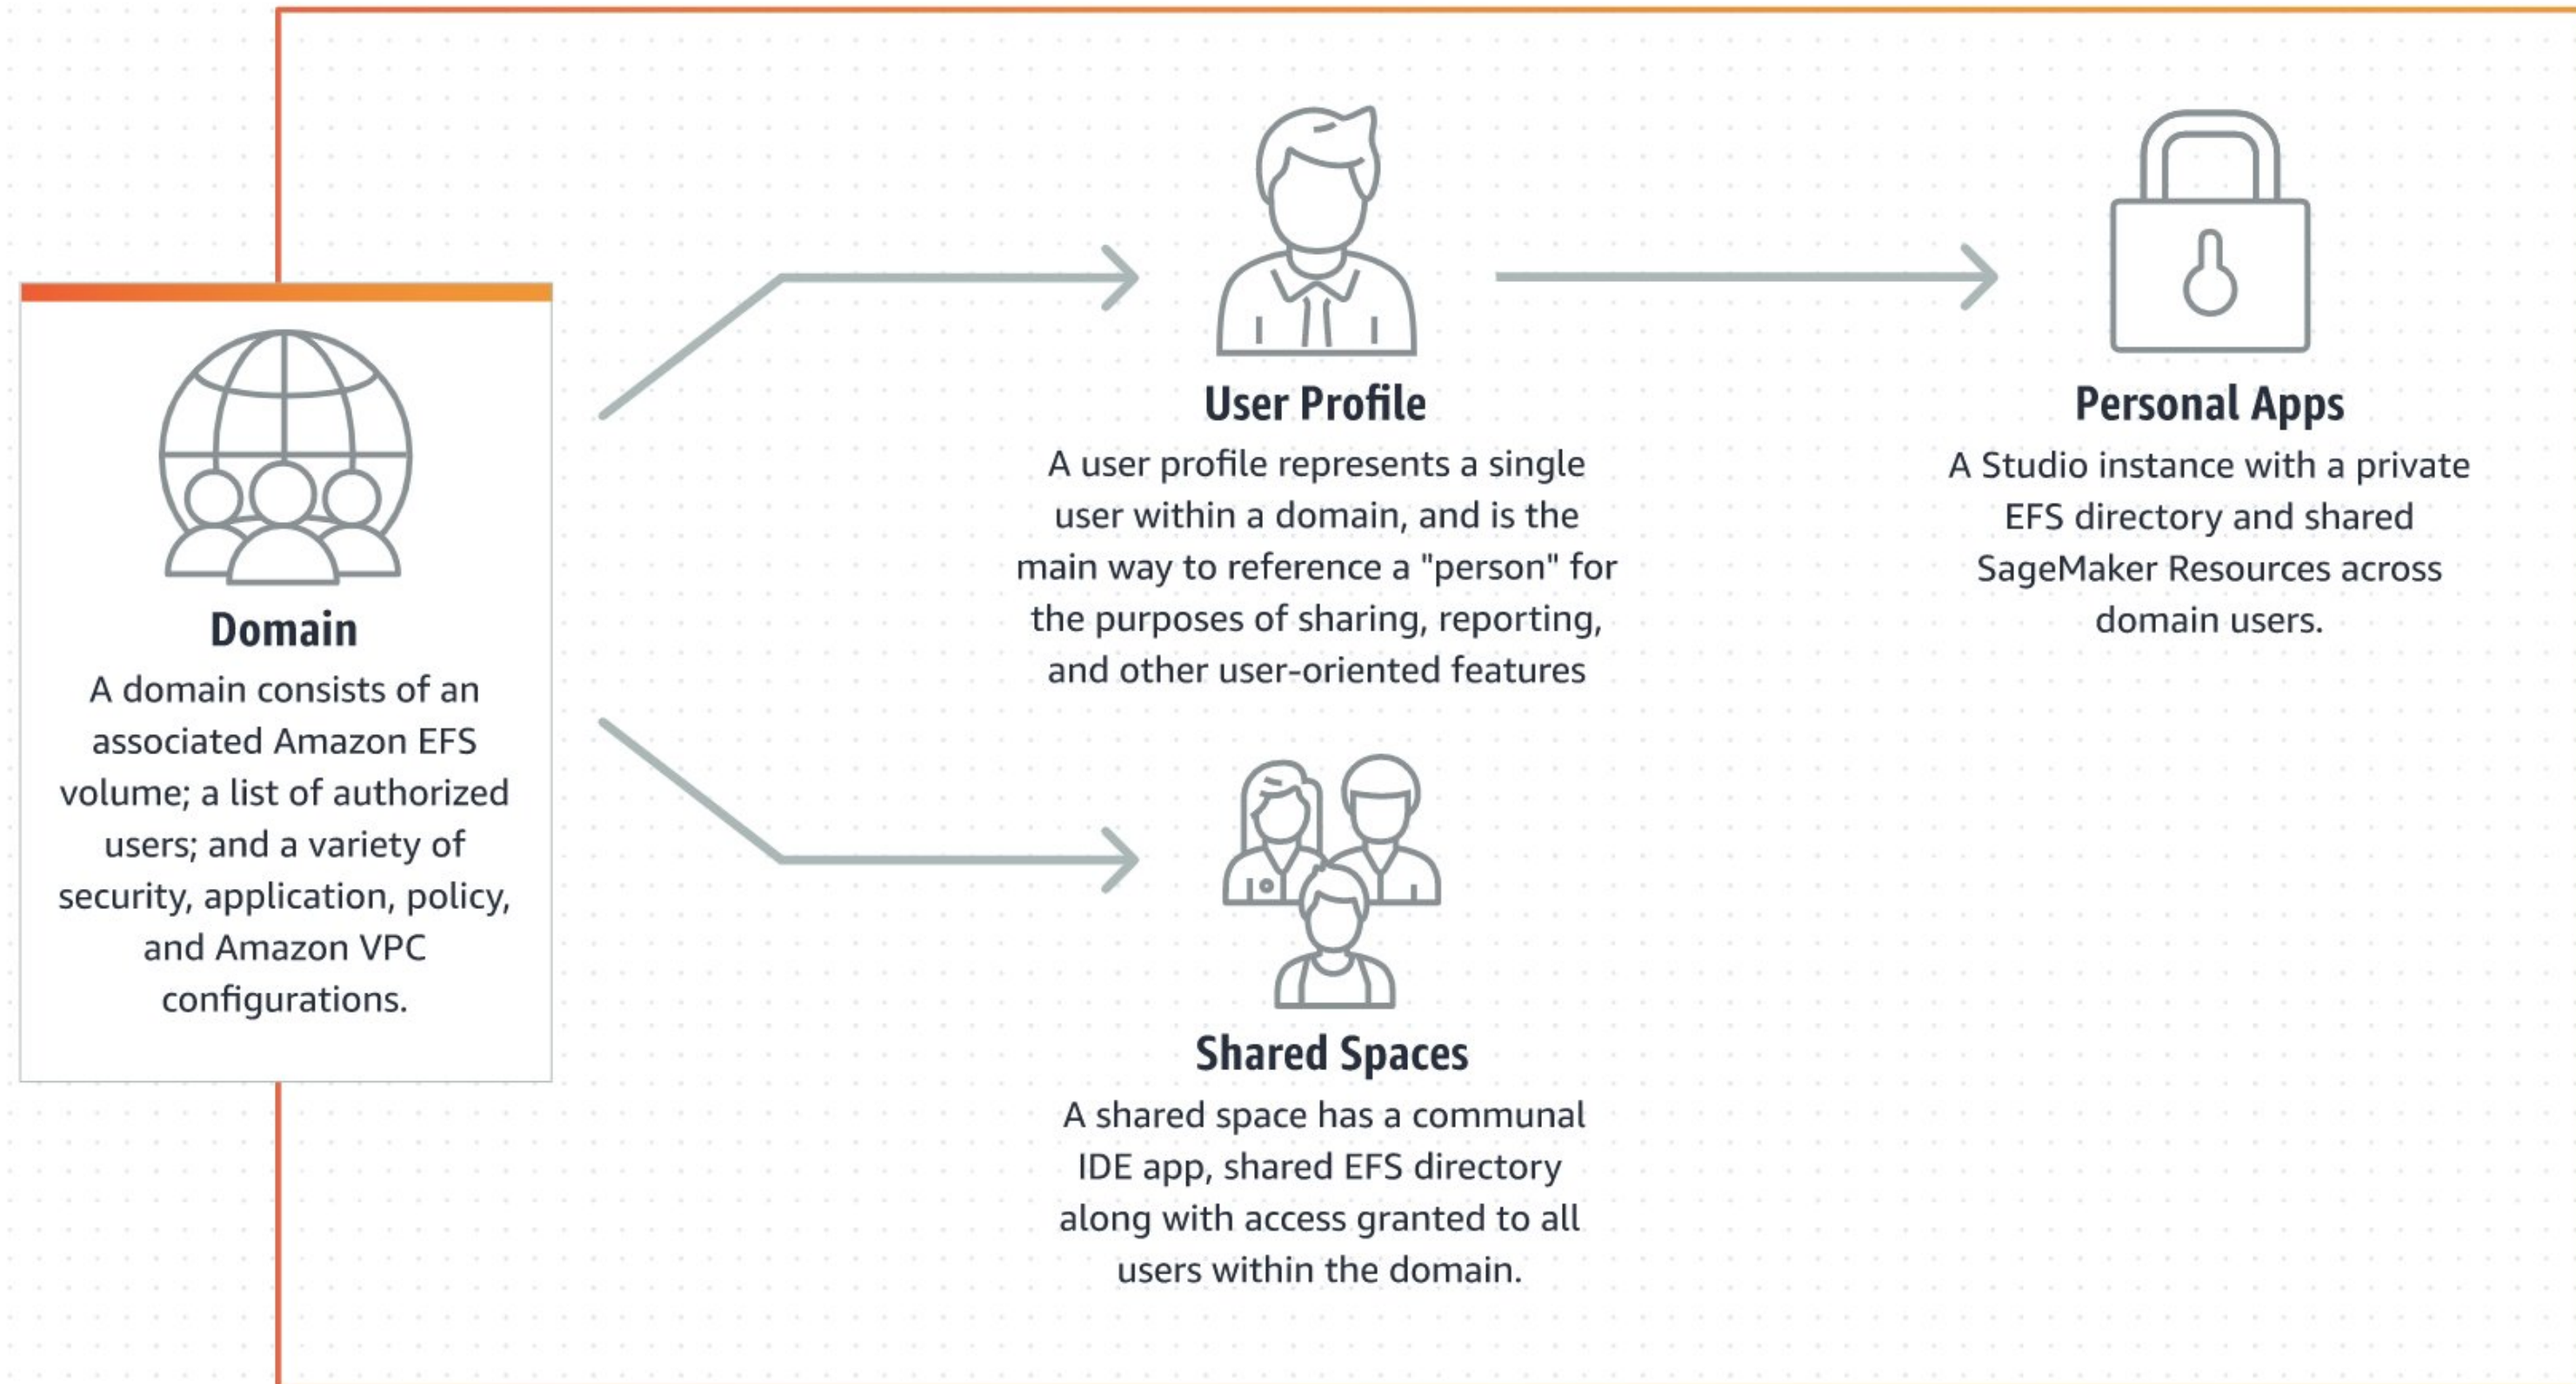 Domain
A domain consists of an
associated Amazon EFS
volume; a list of authorized
users; and a variety of
security, application, policy,
and Amazon VPC
configurations.
User Profile
A user profile represents a single
user within a domain, and is the
main way to reference a "person" for
the purposes of sharing, reporting,
and other user-oriented features
Personal Apps
A Studio instance with a private
EFS directory and shared
SageMaker Resources across
domain users.
Shared Spaces
A shared space has a communal
IDE app, shared EFS directory
along with access granted to all
users within the domain.